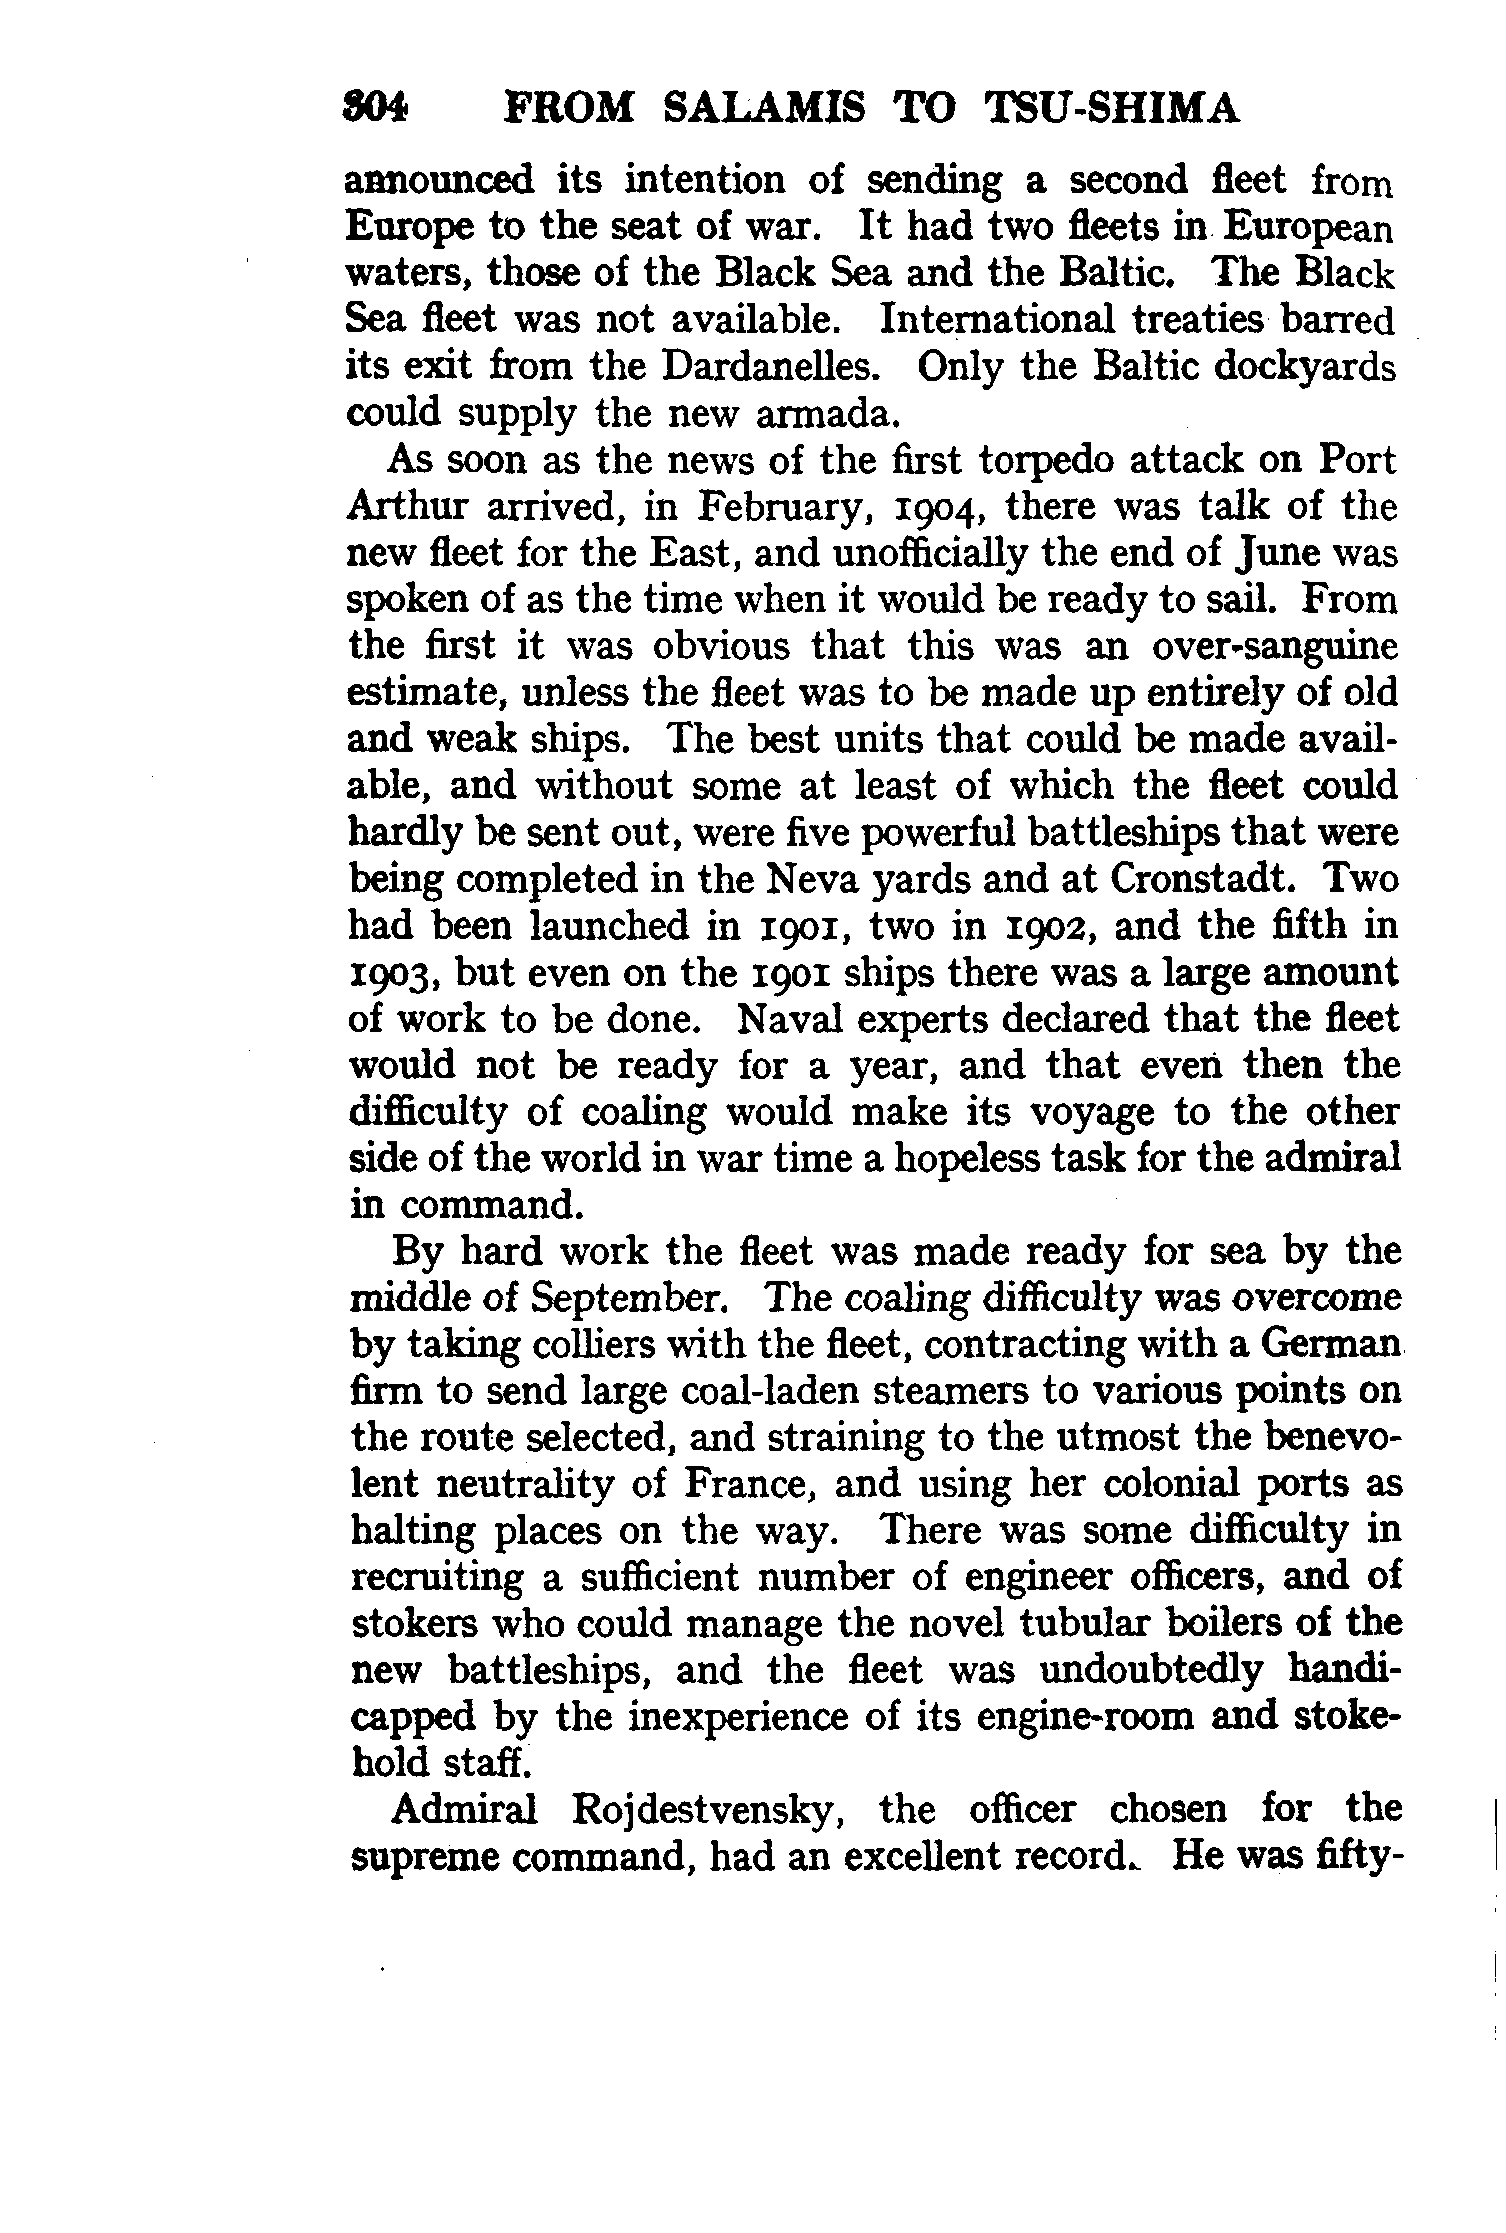 304 FROM SALAMIS TO TSU-SHIMA
announced its intention of sending a second fleet from
Europe to the seat of war. It had two fleets in European
waters, those of the Black Sea and the Baltic. The Black
Sea fleet was not available. International treaties barred
its exit from the Dardanelles. Only the Baltic dockyards
could supply the new armada.
As soon as the news of the first torpedo attack on Port
Arthur arrived, in February, 1904, there was talk of the
new fleet for the East, and unofficially the end of June was
spoken of as the time when it would be ready to sail. From
the first it was obvious that this was an over-sanguine
estimate, unless the fleet was to be made up entirely of old
and weak ships. The best units that could be made avail-
able, and without some at least of which the fleet could
hardly be sent out, were five powerful battleships that were
being completed in the Neva yards and at Cronstadt. Two
had been launched in 1901, two in 1902, and the fifth in
1903, but even on the 1901 ships there was a large amount
of work to be done. Naval experts declared that the fleet
would not be ready for a year, and that even then the
difficulty of coaling would make its voyage to the other
side of the world in war time a hopeless task for the admiral
in command.
By hard work the fleet was made ready for sea by the
middle of September. The coaling difficulty was overcome
by taking colliers with the fleet, contracting with a German
firm to send large coal-laden steamers to various points on
the route selected, and straining to the utmost the benevo-
lent neutrality of France, and using her colonial ports as
halting places on the way. There was some difficulty in
recruiting a sufficient number of engineer officers, and of
stokers who could manage the novel tubular boilers of the
new battleships, and the fleet was undoubtedly handi-
capped by the inexperience of its engine-room and stoke-
hold staff.
Admiral Rojdestvensky, the officer chosen for the
supreme command, had an excellent record. He was fifty-